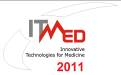 ITMED
Innovative
Technologies for Medicine
2011